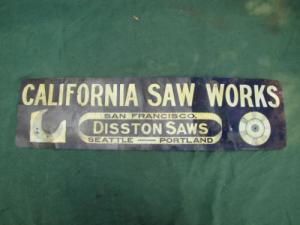 CALIFORNIA SAW WORKS
SAN FRANCISCO.
DISSTON SAWS
SEATTLE — PORTLAND